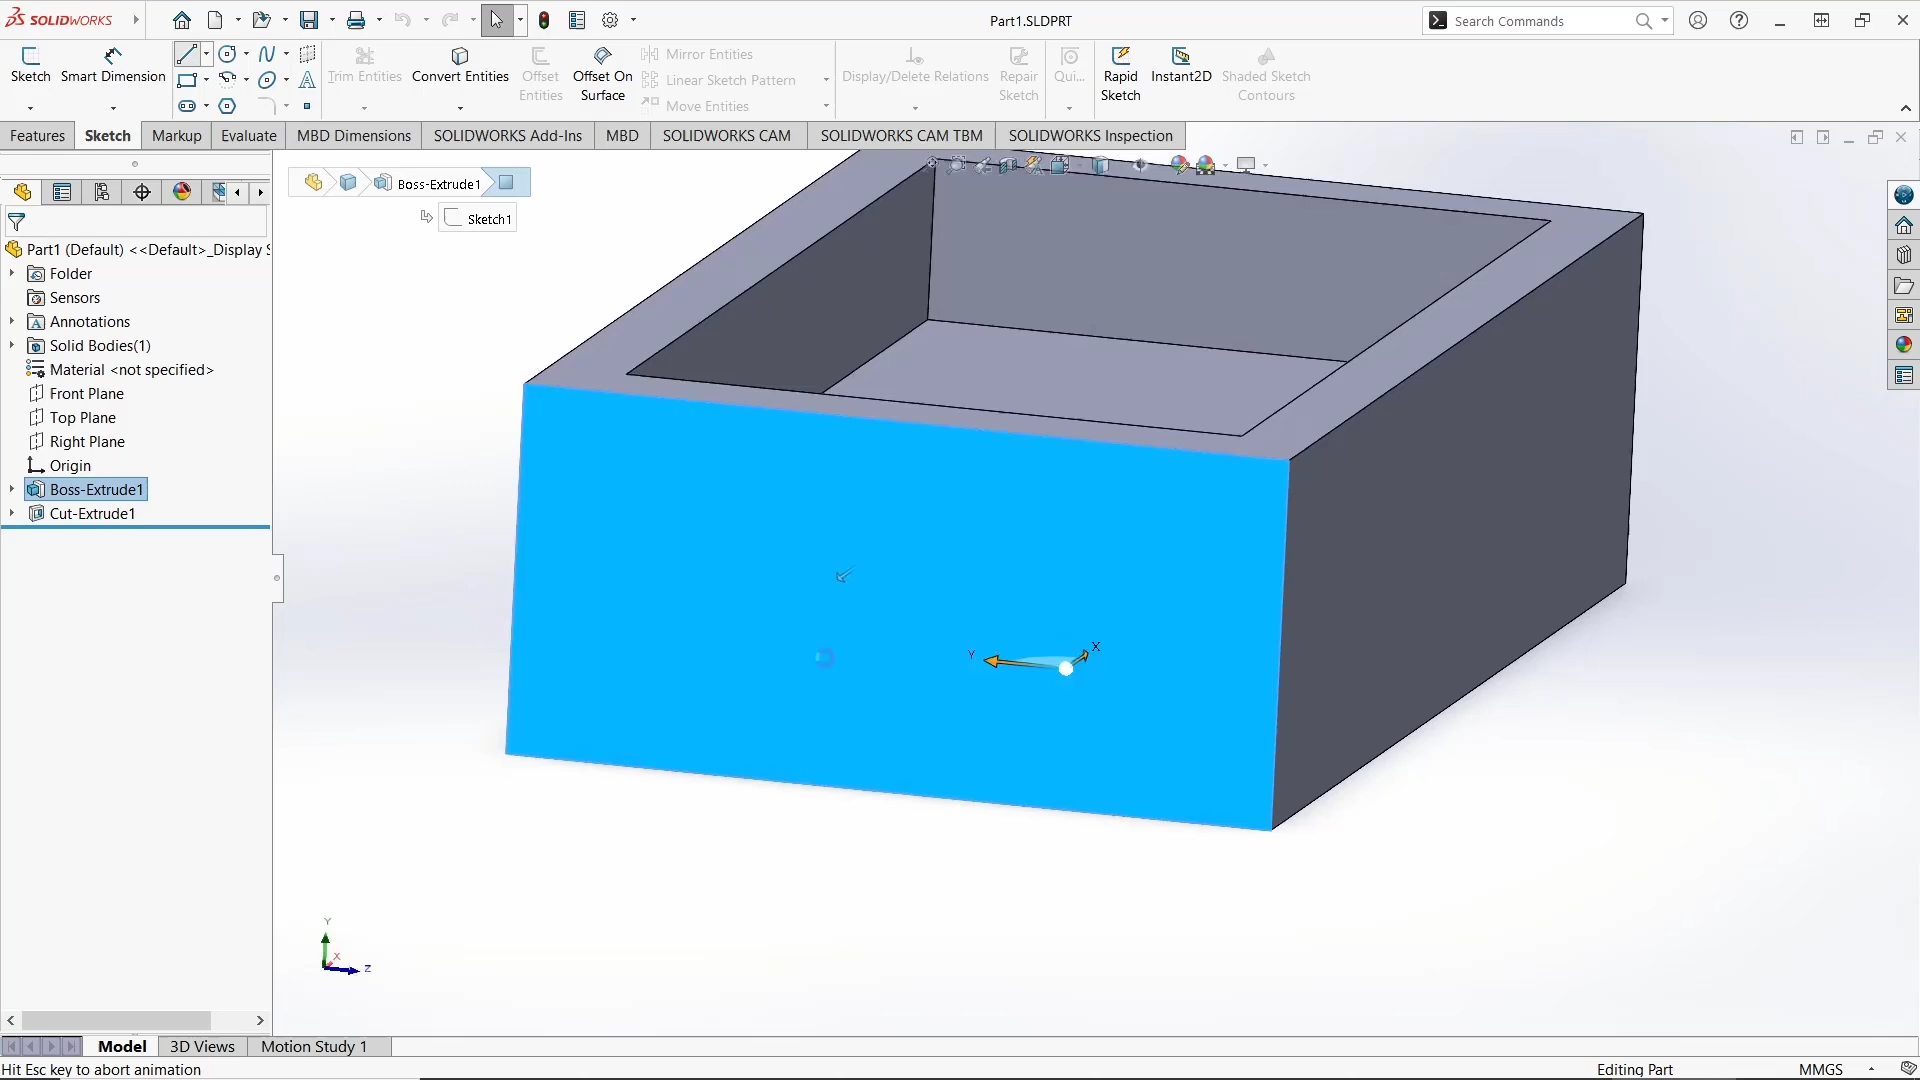 SOLIDWORKS
Part1.SLDPRT
Search Commands
Sketch
Smart Dimension
Trim Entities
Convert Entities
Offset Entities
Offset On Surface
Mirror Entities
Linear Sketch Pattern
Move Entities
Display/Delete Relations
Repair Sketch
Qui...
Rapid Sketch
Instant2D
Shaded Sketch Contours
Features
Sketch
Markup
Evaluate
MBD Dimensions
SOLIDWORKS Add-Ins
MBD
SOLIDWORKS CAM
SOLIDWORKS CAM TBM
SOLIDWORKS Inspection
Boss-Extrude1
Sketch1
Part1 (Default) <<Default>_Display S
Folder
Sensors
Annotations
Solid Bodies(1)
Material <not specified>
Front Plane
Top Plane
Right Plane
Origin
Boss-Extrude1
Cut-Extrude1
Y
X
Y
X
Z
Model
3D Views
Motion Study 1
Hit Esc key to abort animation
Editing Part
MMGS